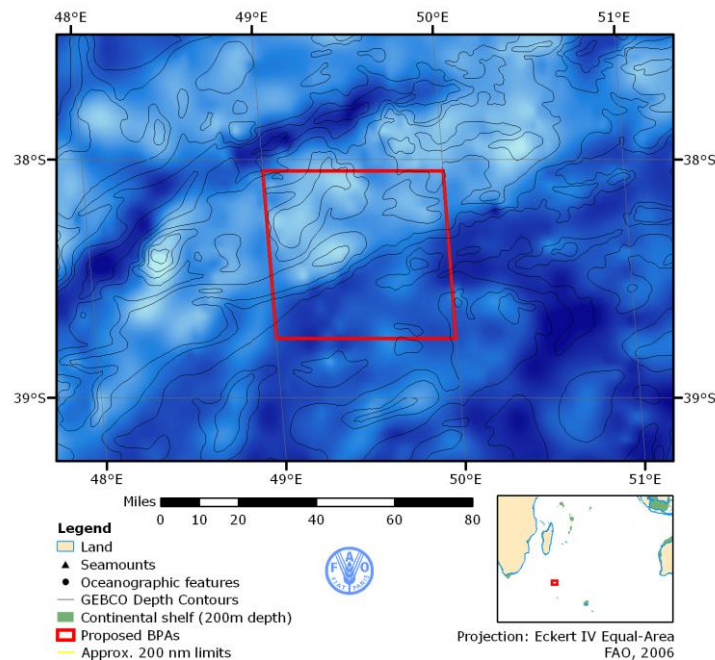 48°E 49°E 50°E 51°E
38°S 38°S
39°S 39°S
48°E 49°E 50°E 51°E
Miles
0 10 20 40 60 80
Legend
Land
Seamounts
Oceanographic features
GEBCO Depth Contours
Continental shelf (200m depth)
Proposed BPAs
Approx. 200 nm limits
F A O
FIAT PANIS
Projection: Eckert IV Equal-Area
FAO, 2006